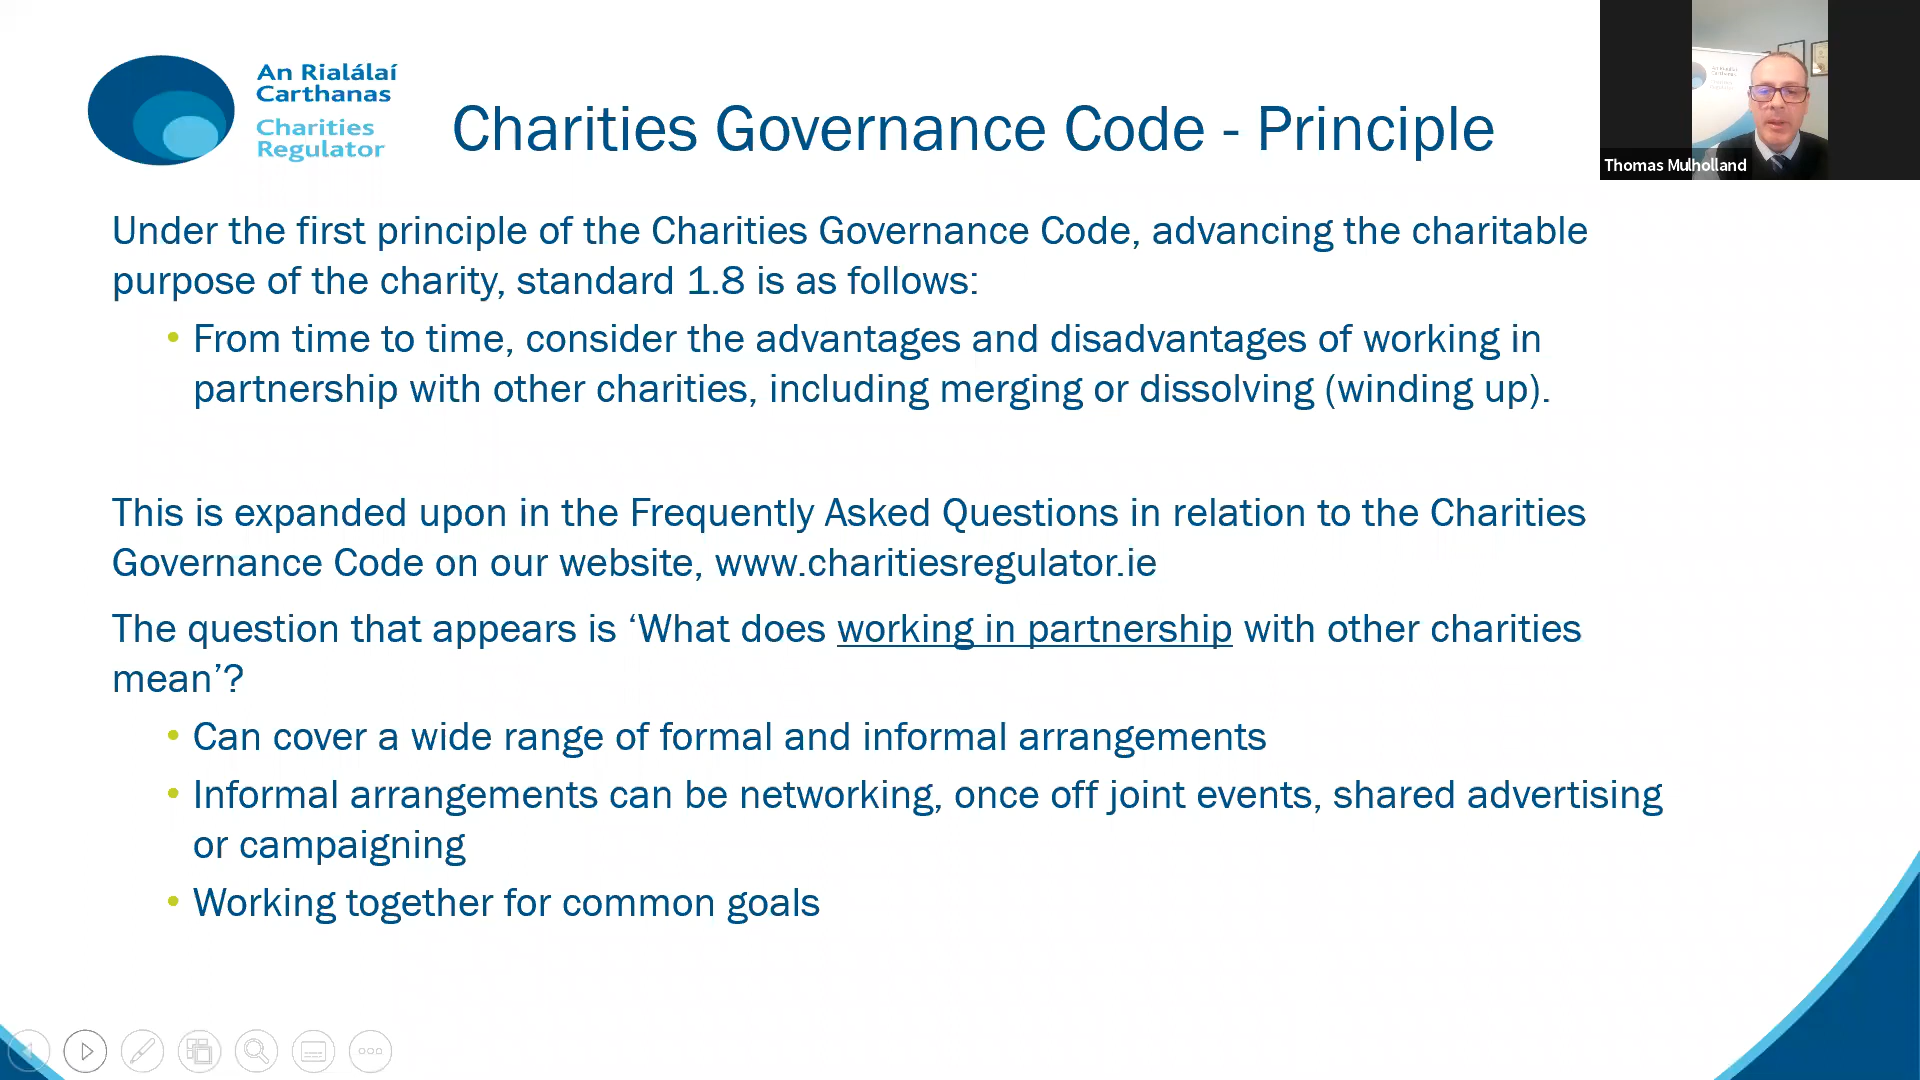 An Rialálaí
Carthanas
Charities
Regulator
Charities Governance Code - Principle
Thomas Mulholland
Under the first principle of the Charities Governance Code, advancing the charitable
purpose of the charity, standard 1.8 is as follows:
• From time to time, consider the advantages and disadvantages of working in
partnership with other charities, including merging or dissolving (winding up).
This is expanded upon in the Frequently Asked Questions in relation to the Charities
Governance Code on our website, www.charitiesregulator.ie
The question that appears is ‘What does working in partnership with other charities
mean’?
• Can cover a wide range of formal and informal arrangements
• Informal arrangements can be networking, once off joint events, shared advertising
or campaigning
• Working together for common goals